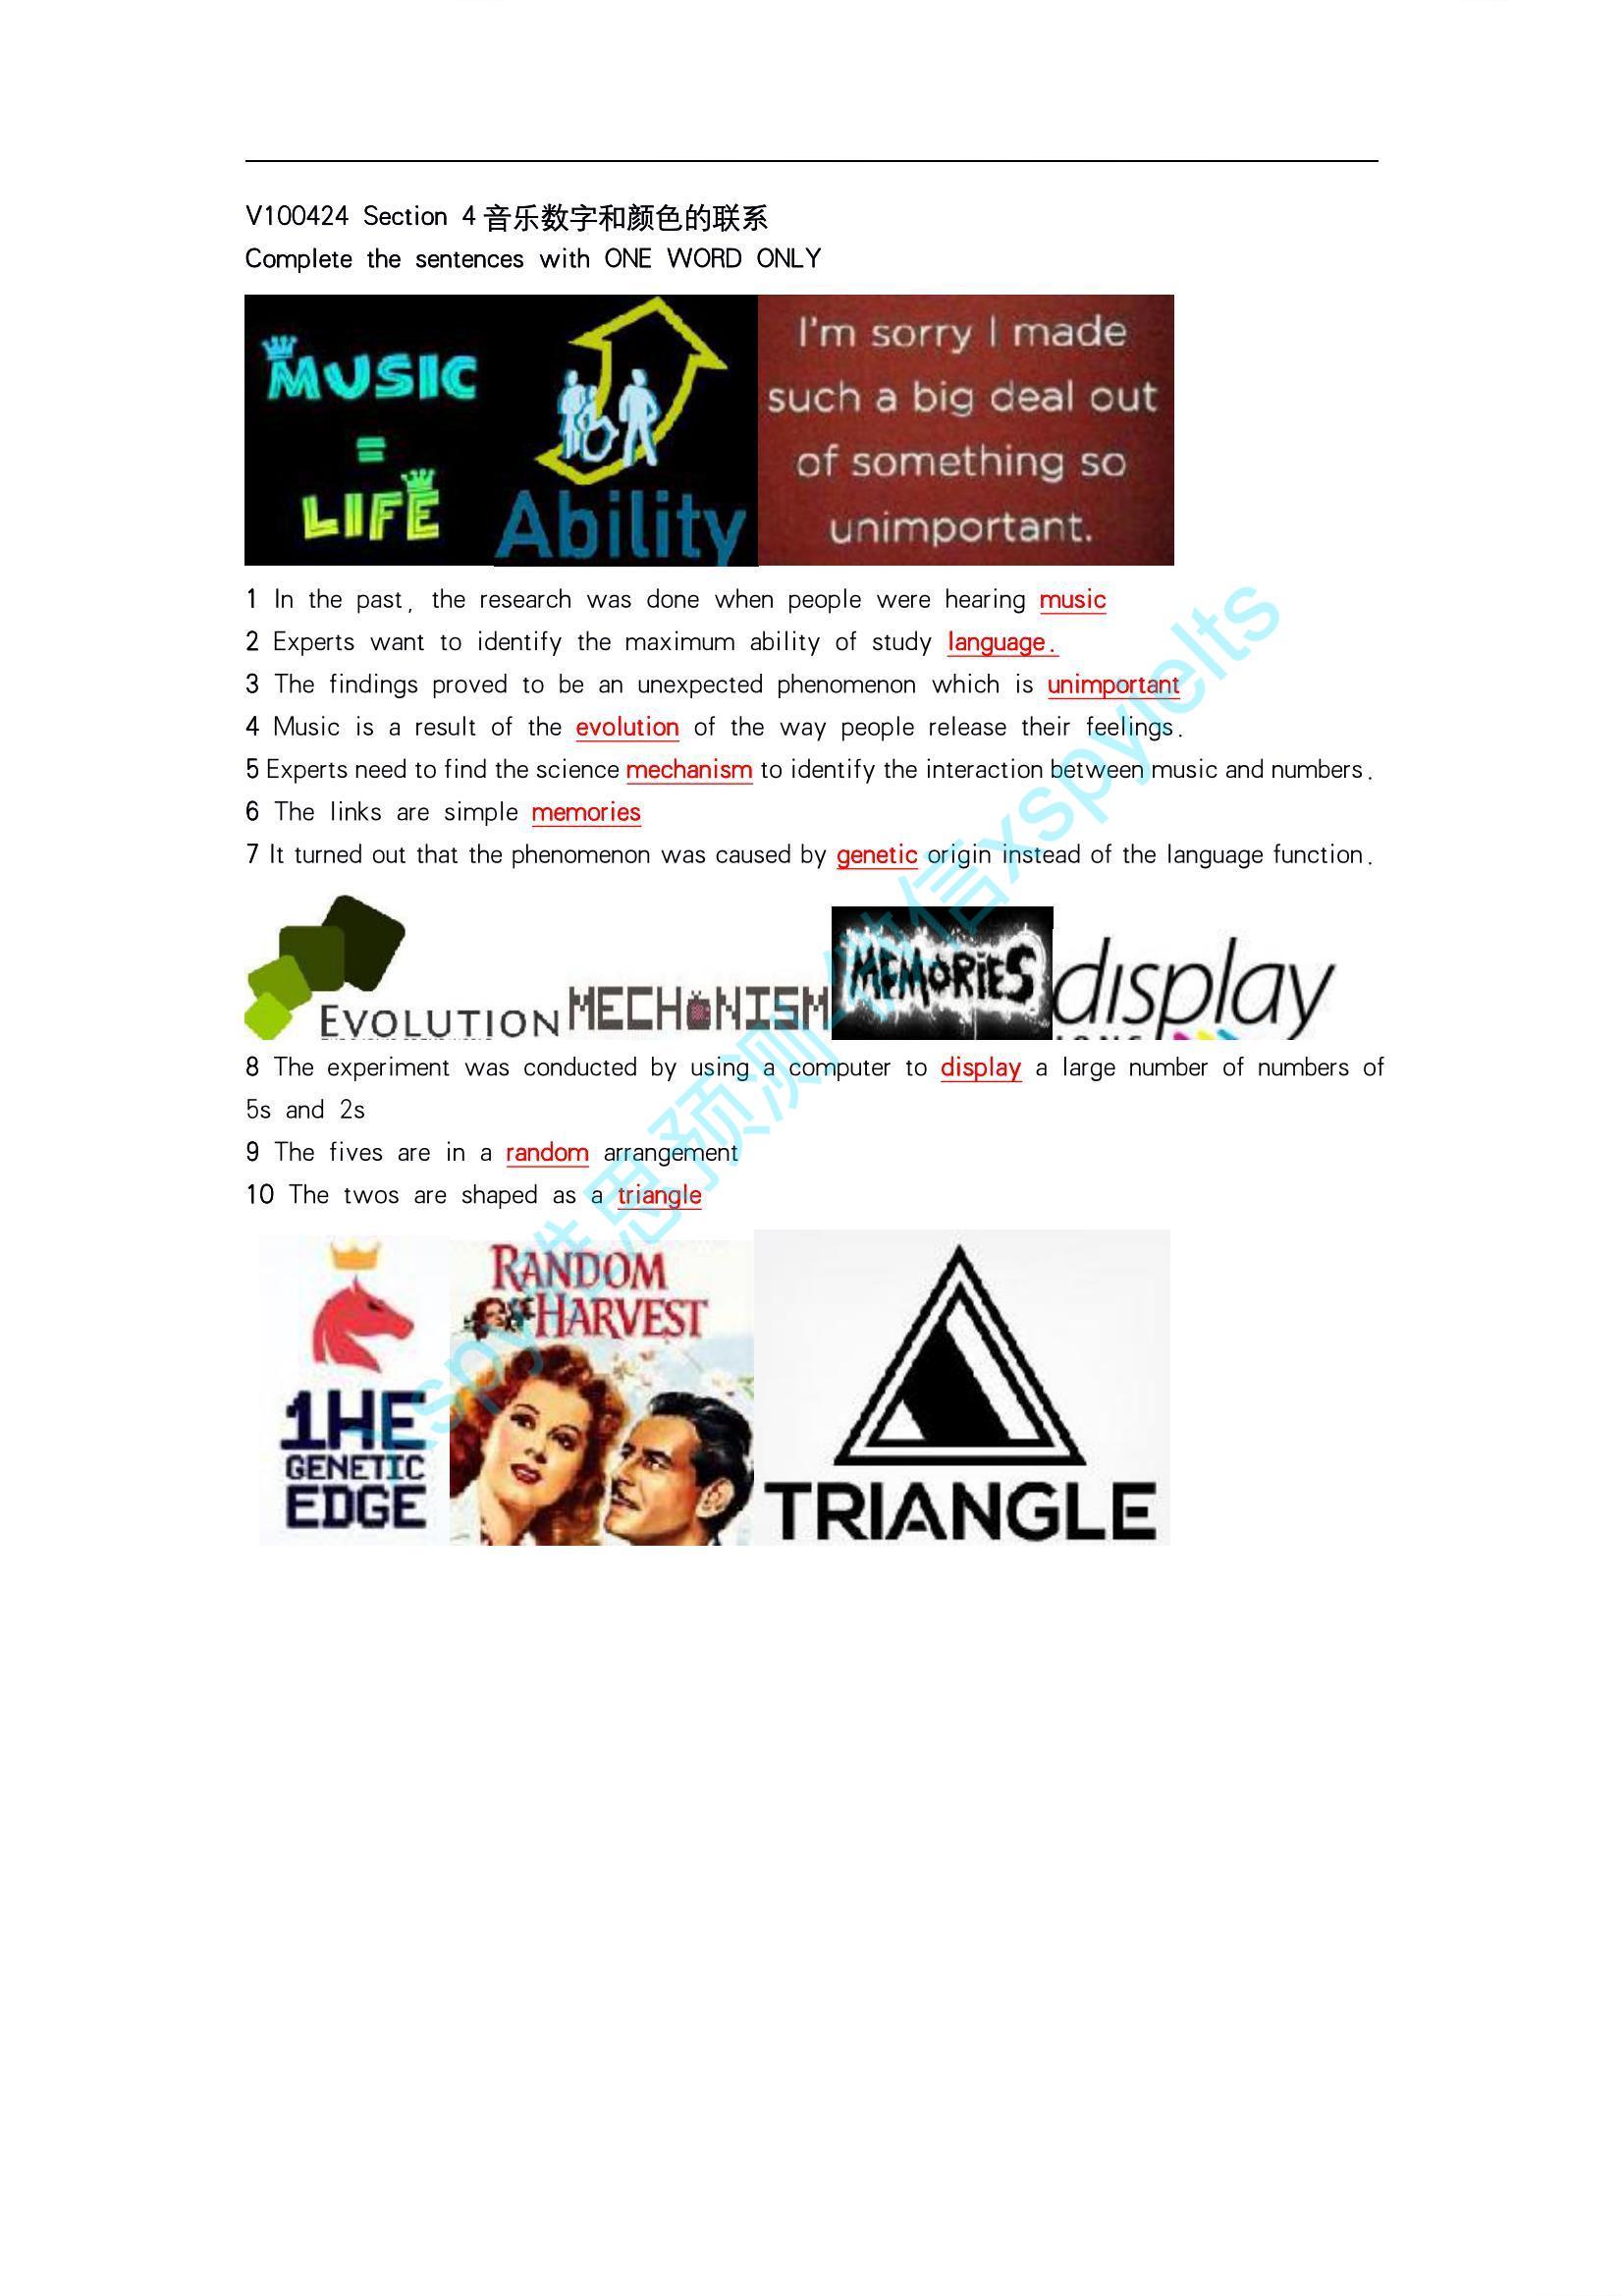 V100424 Section 4 音乐数字和颜色的联系
Complete the sentences with ONE WORD ONLY
MUSIC
=
LIFE
Ability
I'm sorry I made
such a big deal out
of something so
unimportant.
1 In the past, the research was done when people were hearing music
2 Experts want to identify the maximum ability of study language.
3 The findings proved to be an unexpected phenomenon which is unimportant
4 Music is a result of the evolution of the way people release their feelings.
5 Experts need to find the science mechanism to identify the interaction between music and numbers.
6 The links are simple memories
7 It turned out that the phenomenon was caused by genetic origin instead of the language function.
EVOLUTION
MECHANISM
MEMORIES
display
8 The experiment was conducted by using a computer to display a large number of numbers of
5s and 2s
9 The fives are in a random arrangement
10 The twos are shaped as a triangle
1HE
GENETIC
EDGE
RANDOM
HARVEST
TRIANGLE
xspy雅思预测-微信xspyielts